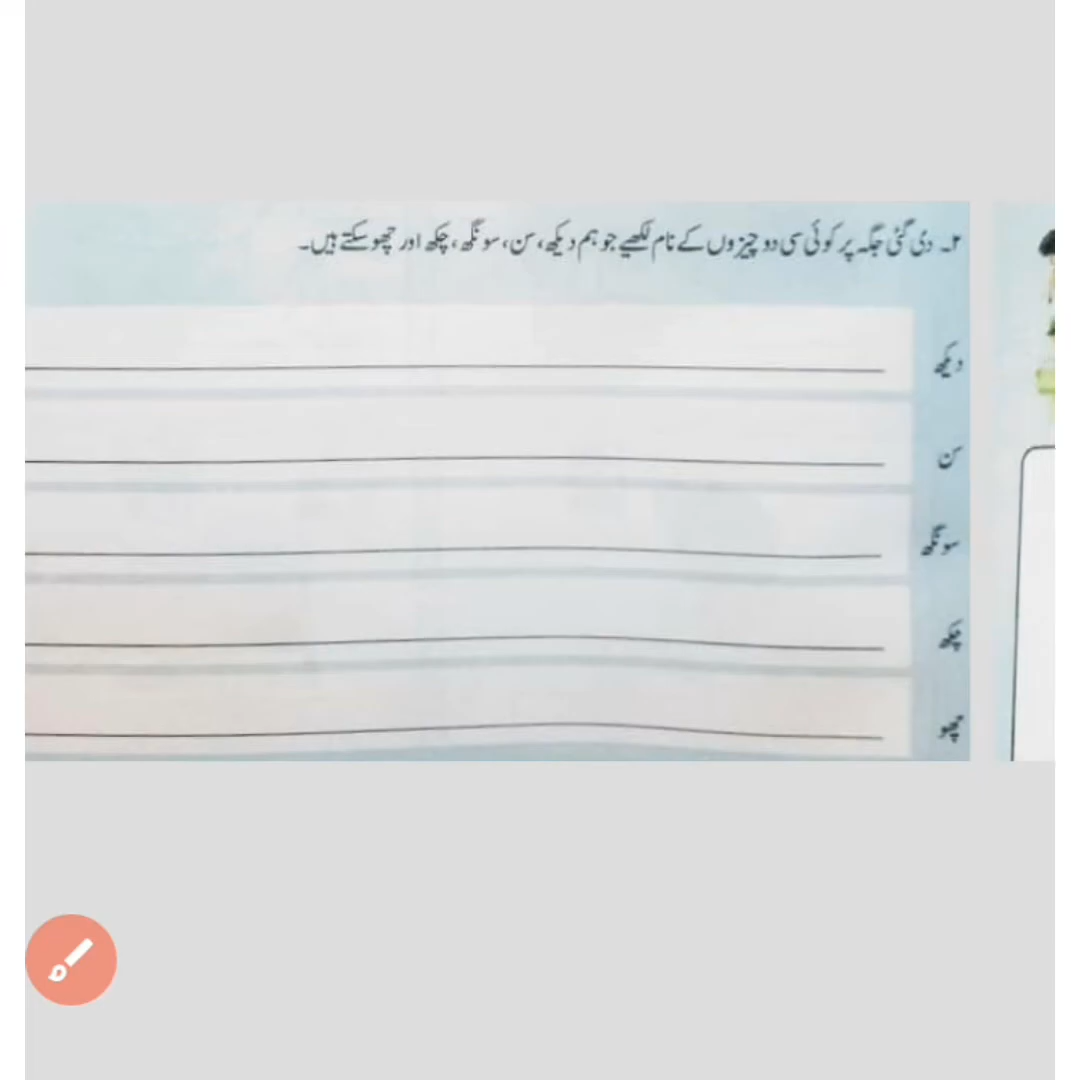 ۲۔ دی گئی جگہ پر کوئی سی دو چیزوں کے نام لکھیے جو ہم دیکھ، سن، سونگھ، چکھ اور چھو سکتے ہیں۔
دیکھ
سن
سونگھ
چکھ
چھو